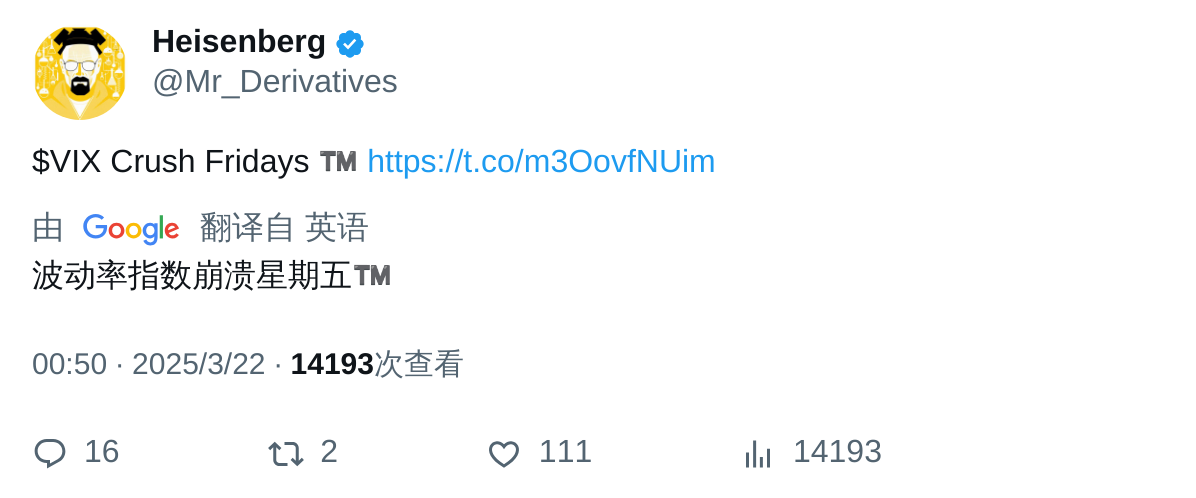 Heisenberg
@Mr_Derivatives
$VIX Crush Fridays ™️ https://t.co/m3OovfNUim
由 Google 翻译自 英语
波动率指数崩溃星期五™️
00:50 · 2025/3/22 · 14193次查看
16 2 111 14193